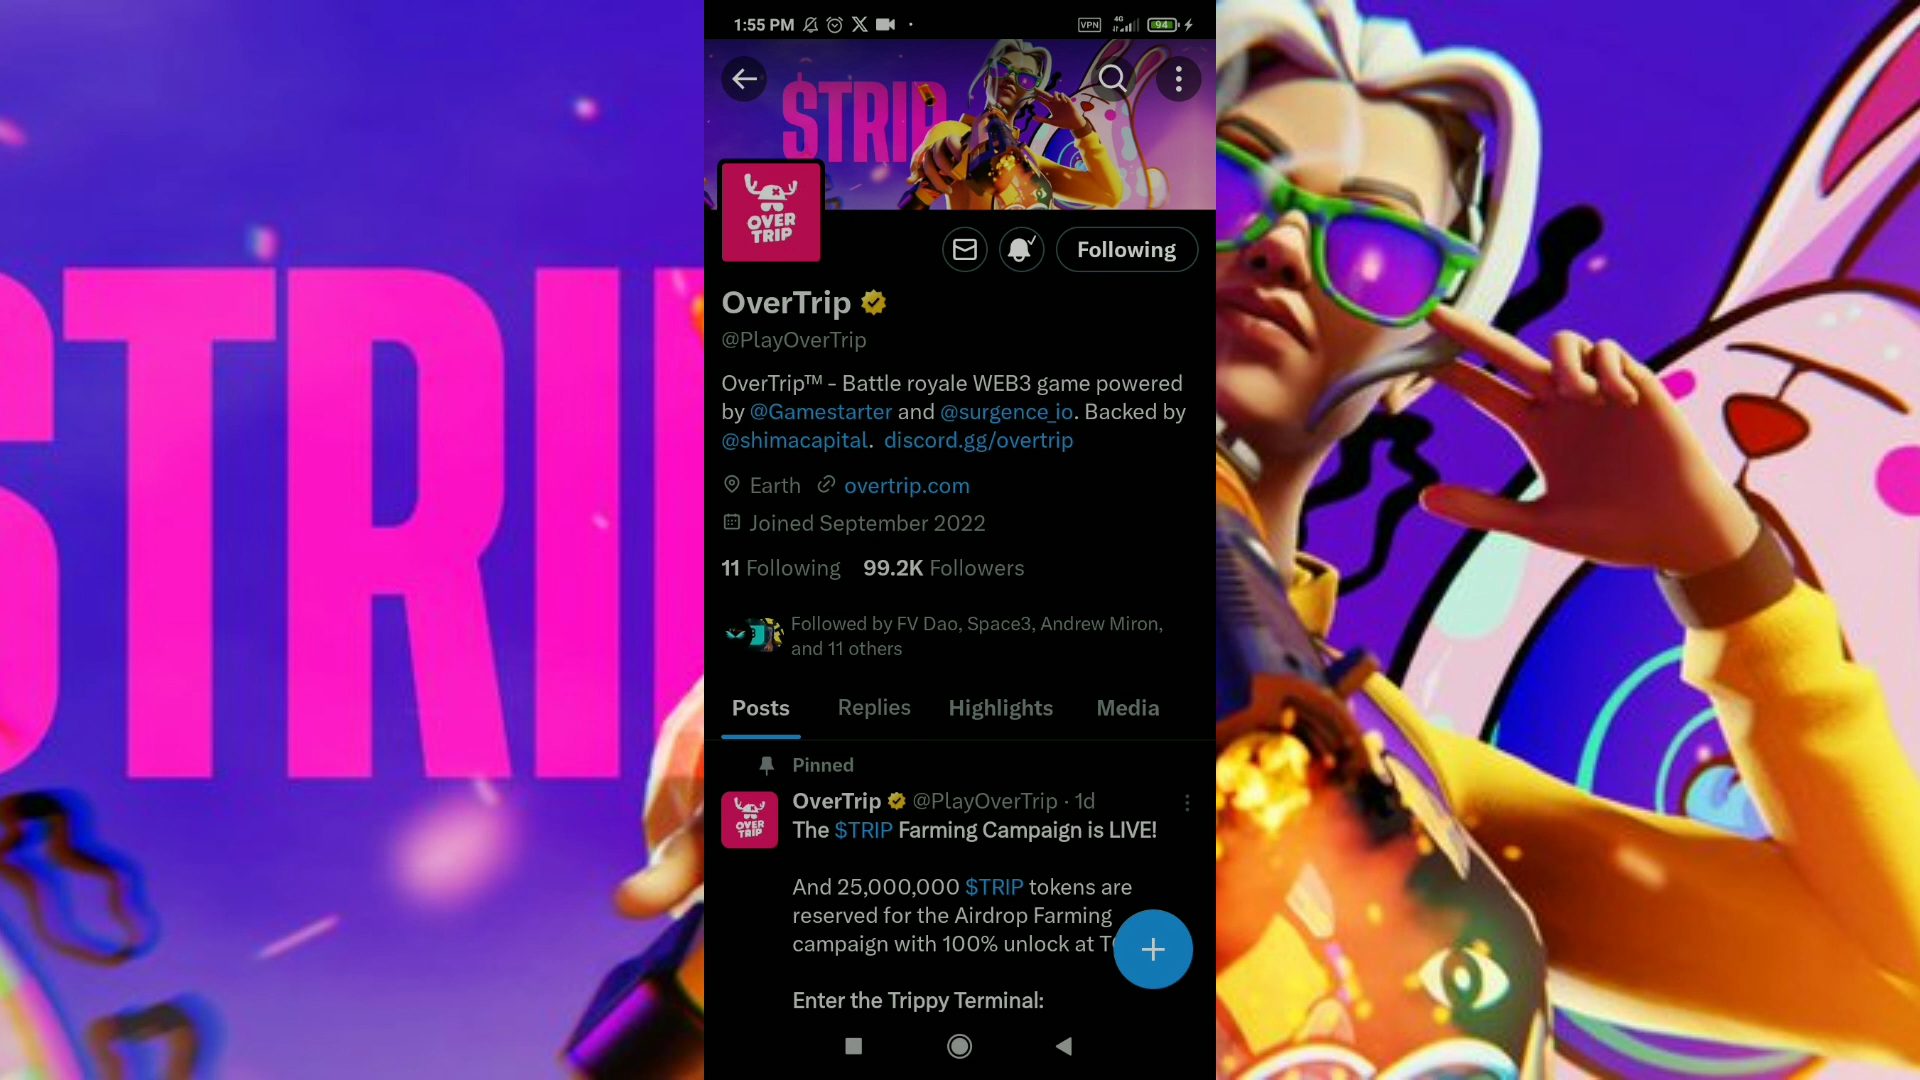 1:55 PM
VPN
4G
94
$TRIP
OVER
TRIP
Following
OverTrip
@PlayOverTrip
OverTrip™ - Battle royale WEB3 game powered
by @Gamestarter and @surgence_io. Backed by
@shimacapital. discord.gg/overtrip
Earth overtrip.com
Joined September 2022
11 Following 99.2K Followers
Followed by FV Dao, Space3, Andrew Miron,
and 11 others
Posts Replies Highlights Media
Pinned
OVER
TRIP
OverTrip @PlayOverTrip · 1d
The $TRIP Farming Campaign is LIVE!
And 25,000,000 $TRIP tokens are
reserved for the Airdrop Farming
campaign with 100% unlock at
Enter the Trippy Terminal: